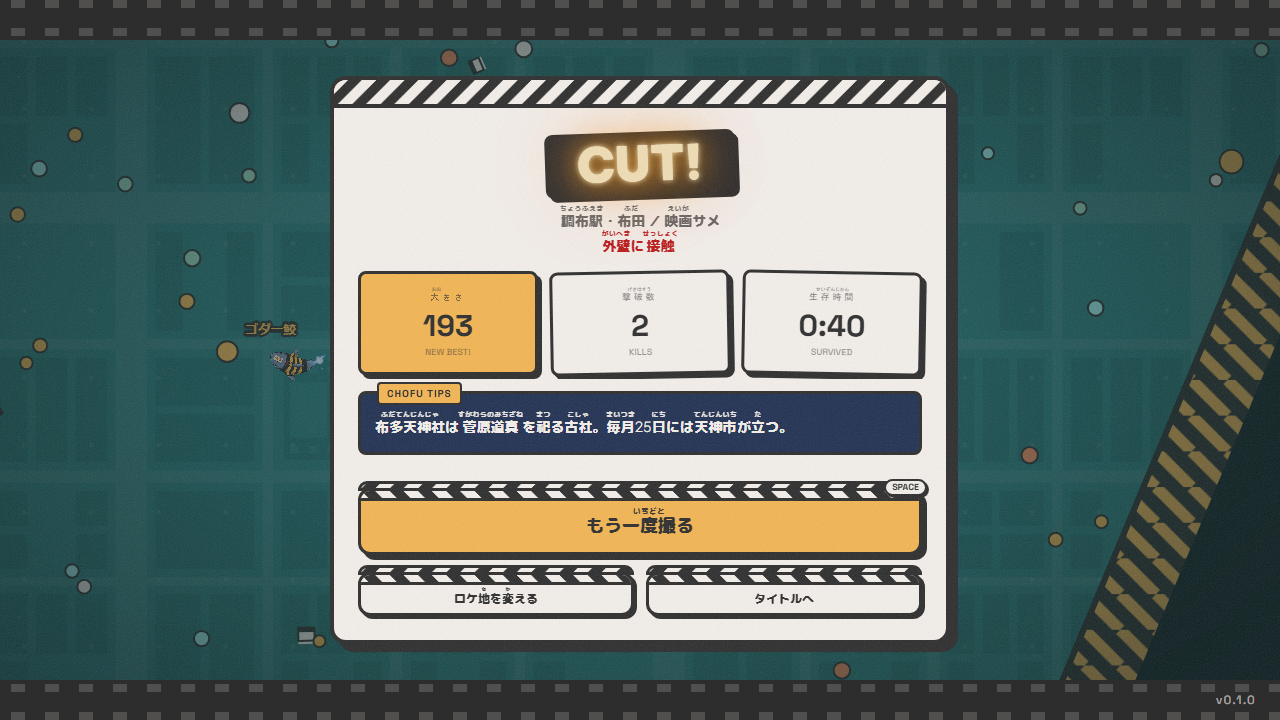 CUT!
調布駅・布田 / 映画サメ
外壁に接触
大きさ
193
NEW BEST!
撃破数
2
KILLS
生存時間
0:40
SURVIVED
ゴダー鮫
CHOFU TIPS
布多天神社は 菅原道真 を祀る古社。毎月25日には天神市が立つ。
SPACE
もう一度撮る
ロケ地を変える
タイトルへ
v0.1.0